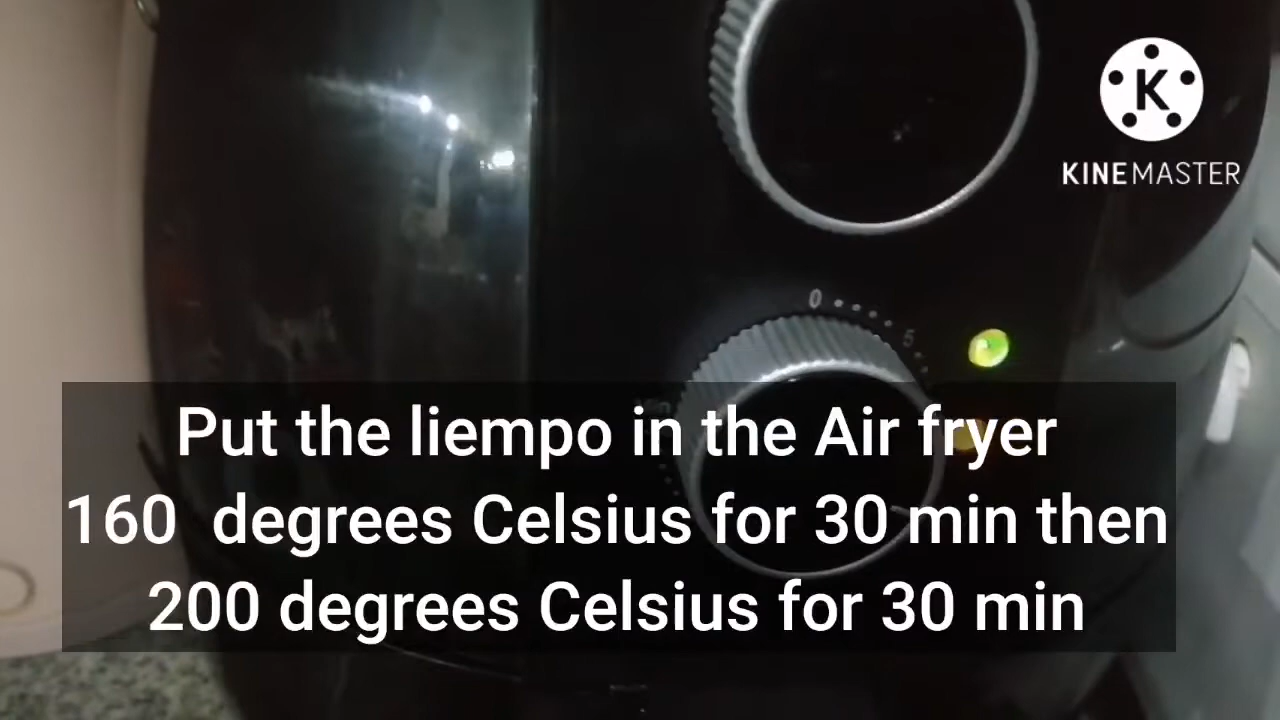 K
KINEMASTER
0
5
Put the liempo in the Air fryer
160  degrees Celsius for 30 min then
200 degrees Celsius for 30 min